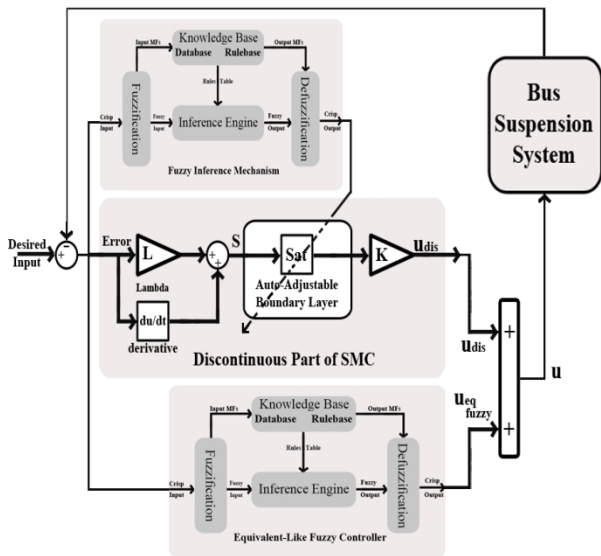 Input MFs
Knowledge Base
Output MFs
Database Rulebase
Rules Table
Fuzzification
Defuzzification
Crisp
Input
Fuzzy
Input
Inference Engine
Fuzzy
Output
Crisp
Output
Fuzzy Inference Mechanism
Bus
Suspension
System
Desired
Input
-
+
Error
L
Lambda
du/dt
derivative
+
+
S
Sat
Auto-Adjustable
Boundary Layer
K
u dis
Discontinuous Part of SMC
u dis
+
+
u
u eq
fuzzy
Input MFs
Knowledge Base
Output MFs
Database Rulebase
Rules Table
Fuzzification
Defuzzification
Crisp
Input
Fuzzy
Input
Inference Engine
Fuzzy
Output
Crisp
Output
Equivalent-Like Fuzzy Controller